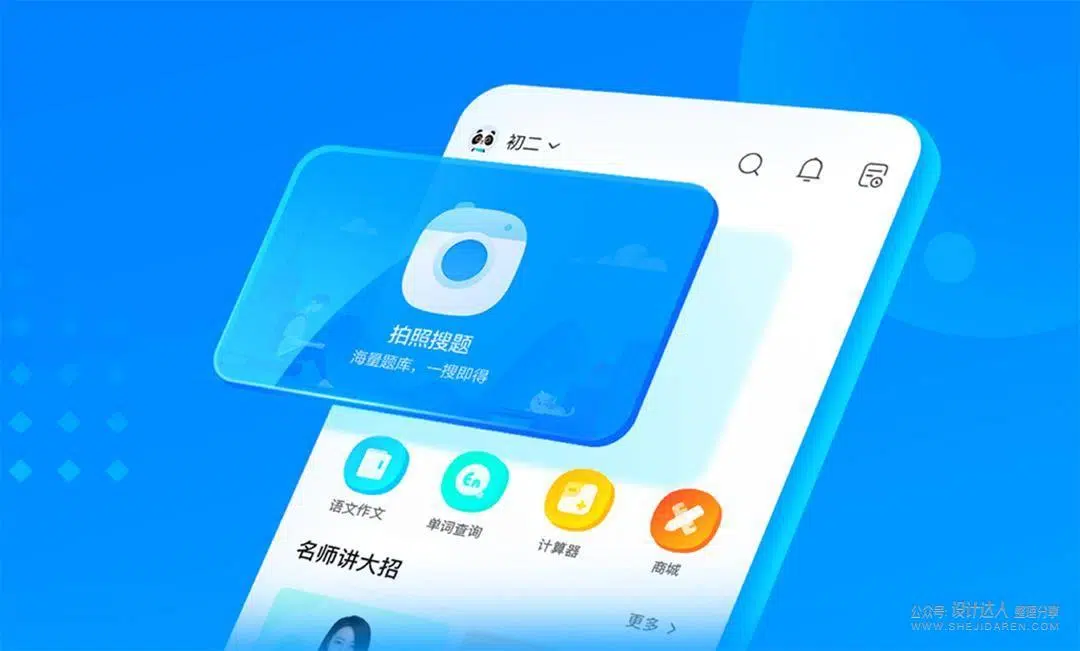 初二
拍照搜题
海量题库，一搜即得
En
语文作文
单词查询
计算器
商城
名师讲大招
更多
公众号: 设计达人 整理分享
WWW.SHEJIDAREN.COM